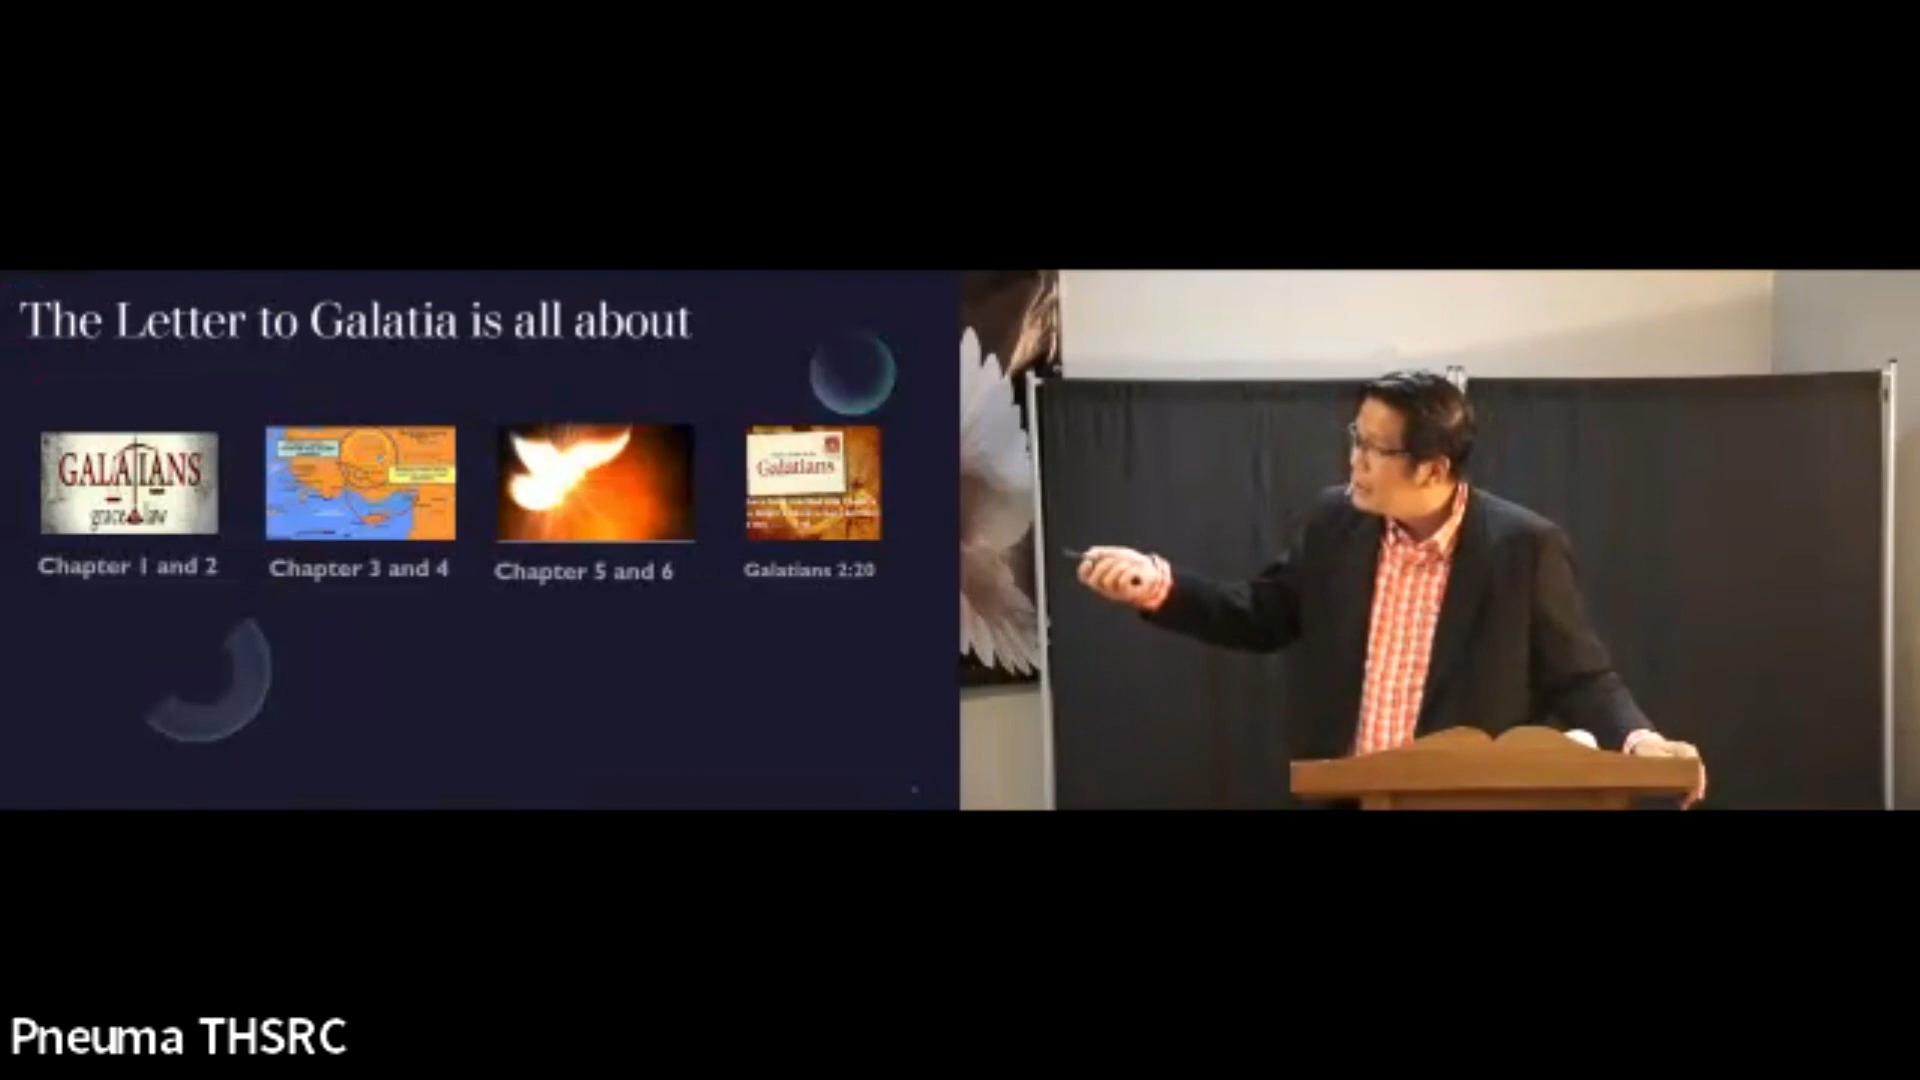 The Letter to Galatia is all about
GALATIANS
grace law
Chapter 1 and 2
Chapter 3 and 4
Chapter 5 and 6
Galatians
Galatians 2:20
Pneuma THSRC